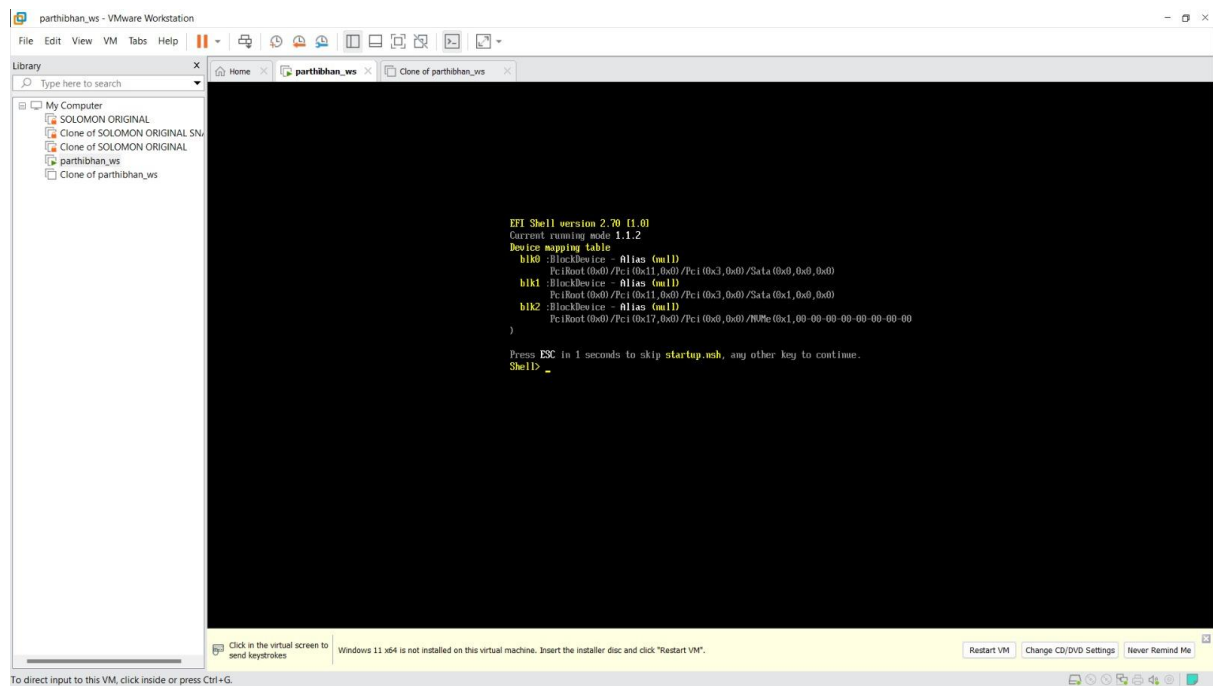 parthibhan_ws - VMware Workstation
File Edit View VM Tabs Help
Library
Type here to search
My Computer
SOLOMON ORIGINAL
Clone of SOLOMON ORIGINAL SN
Clone of SOLOMON ORIGINAL
parthibhan_ws
Clone of parthibhan_ws
Home
parthibhan_ws
Clone of parthibhan_ws
EFI Shell version 2.70 [1.0]
Current running mode 1.1.2
Device mapping table
blk0 :BlockDevice - Alias (null)
PciRoot(0x0)/Pci(0x11,0x0)/Pci(0x3,0x0)/Sata(0x0,0x0,0x0)
blk1 :BlockDevice - Alias (null)
PciRoot(0x0)/Pci(0x11,0x0)/Pci(0x3,0x0)/Sata(0x1,0x0,0x0)
blk2 :BlockDevice - Alias (null)
PciRoot(0x0)/Pci(0x17,0x0)/Pci(0x0,0x0)/NVMe(0x1,00-00-00-00-00-00-00-00
)
Press ESC in 1 seconds to skip startup.nsh, any other key to continue.
Shell> _
Click in the virtual screen to
send keystrokes
Windows 11 x64 is not installed on this virtual machine. Insert the installer disc and click "Restart VM".
Restart VM
Change CD/DVD Settings
Never Remind Me
To direct input to this VM, click inside or press Ctrl+G.